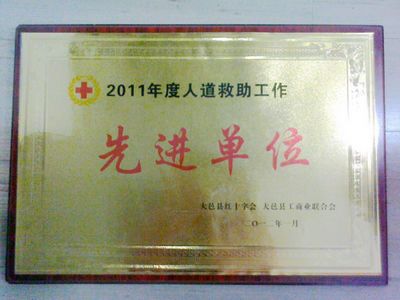 2011年度人道救助工作
先进单位
大邑县红十字会 大邑县工商业联合会
二〇一二年一月